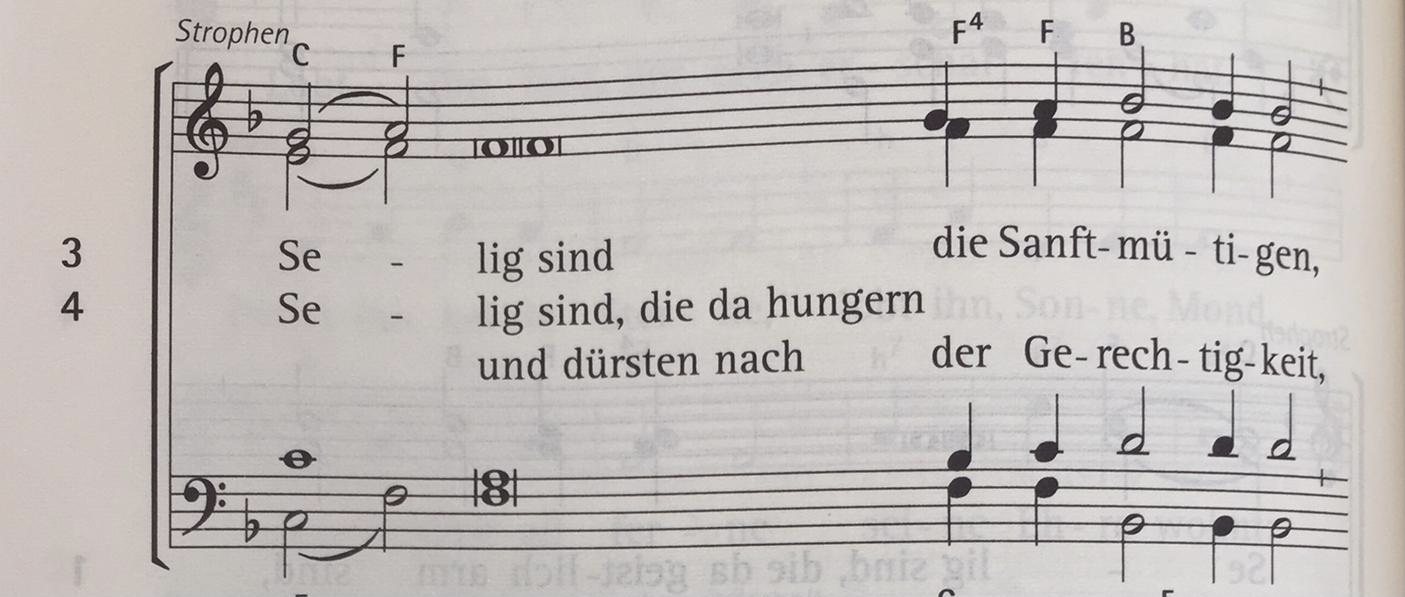 Strophen
C F F4 F B
3 Se - lig sind die Sanft-mü - ti-gen,
4 Se - lig sind, die da hungern
und dürsten nach der Ge-rech-tig-keit,